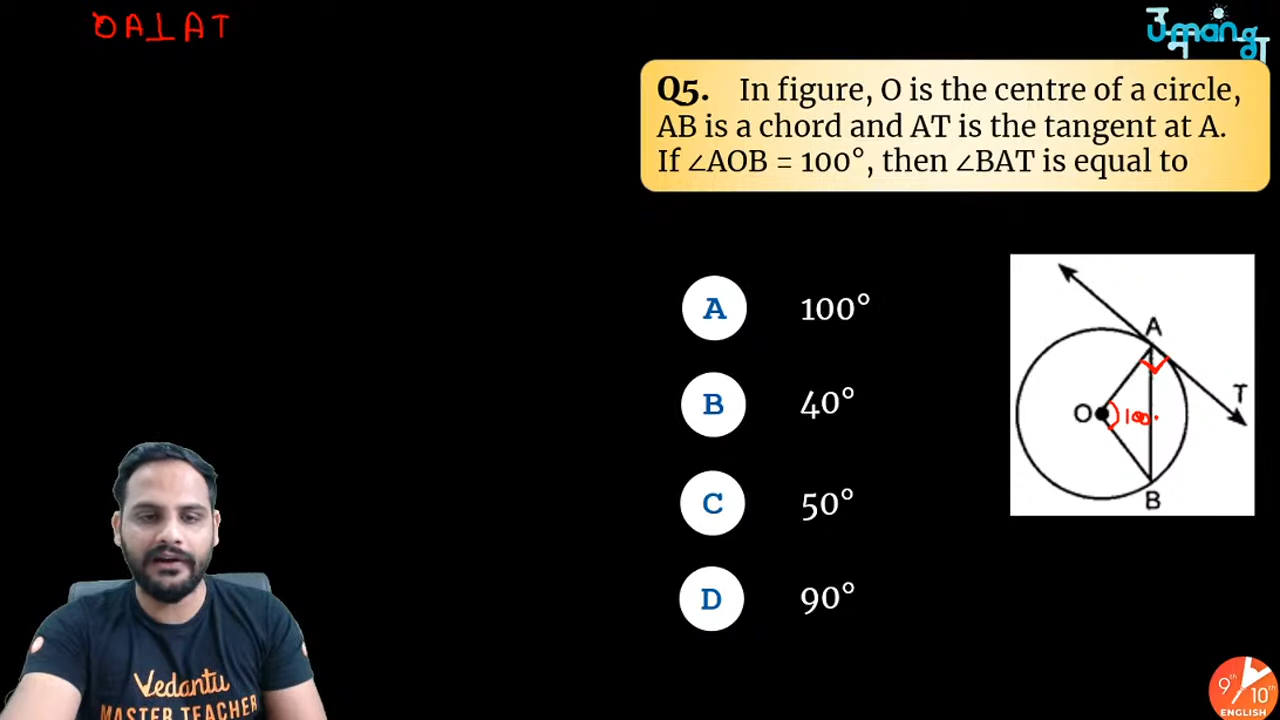 OA⊥AT
उमंग
umang
Q5. In figure, O is the centre of a circle,
AB is a chord and AT is the tangent at A.
If ∠AOB = 100°, then ∠BAT is equal to
A 100°
B 40°
C 50°
D 90°
A
O 100°
T
B
Vedantu
MASTER TEACHER
9th 10th
ENGLISH